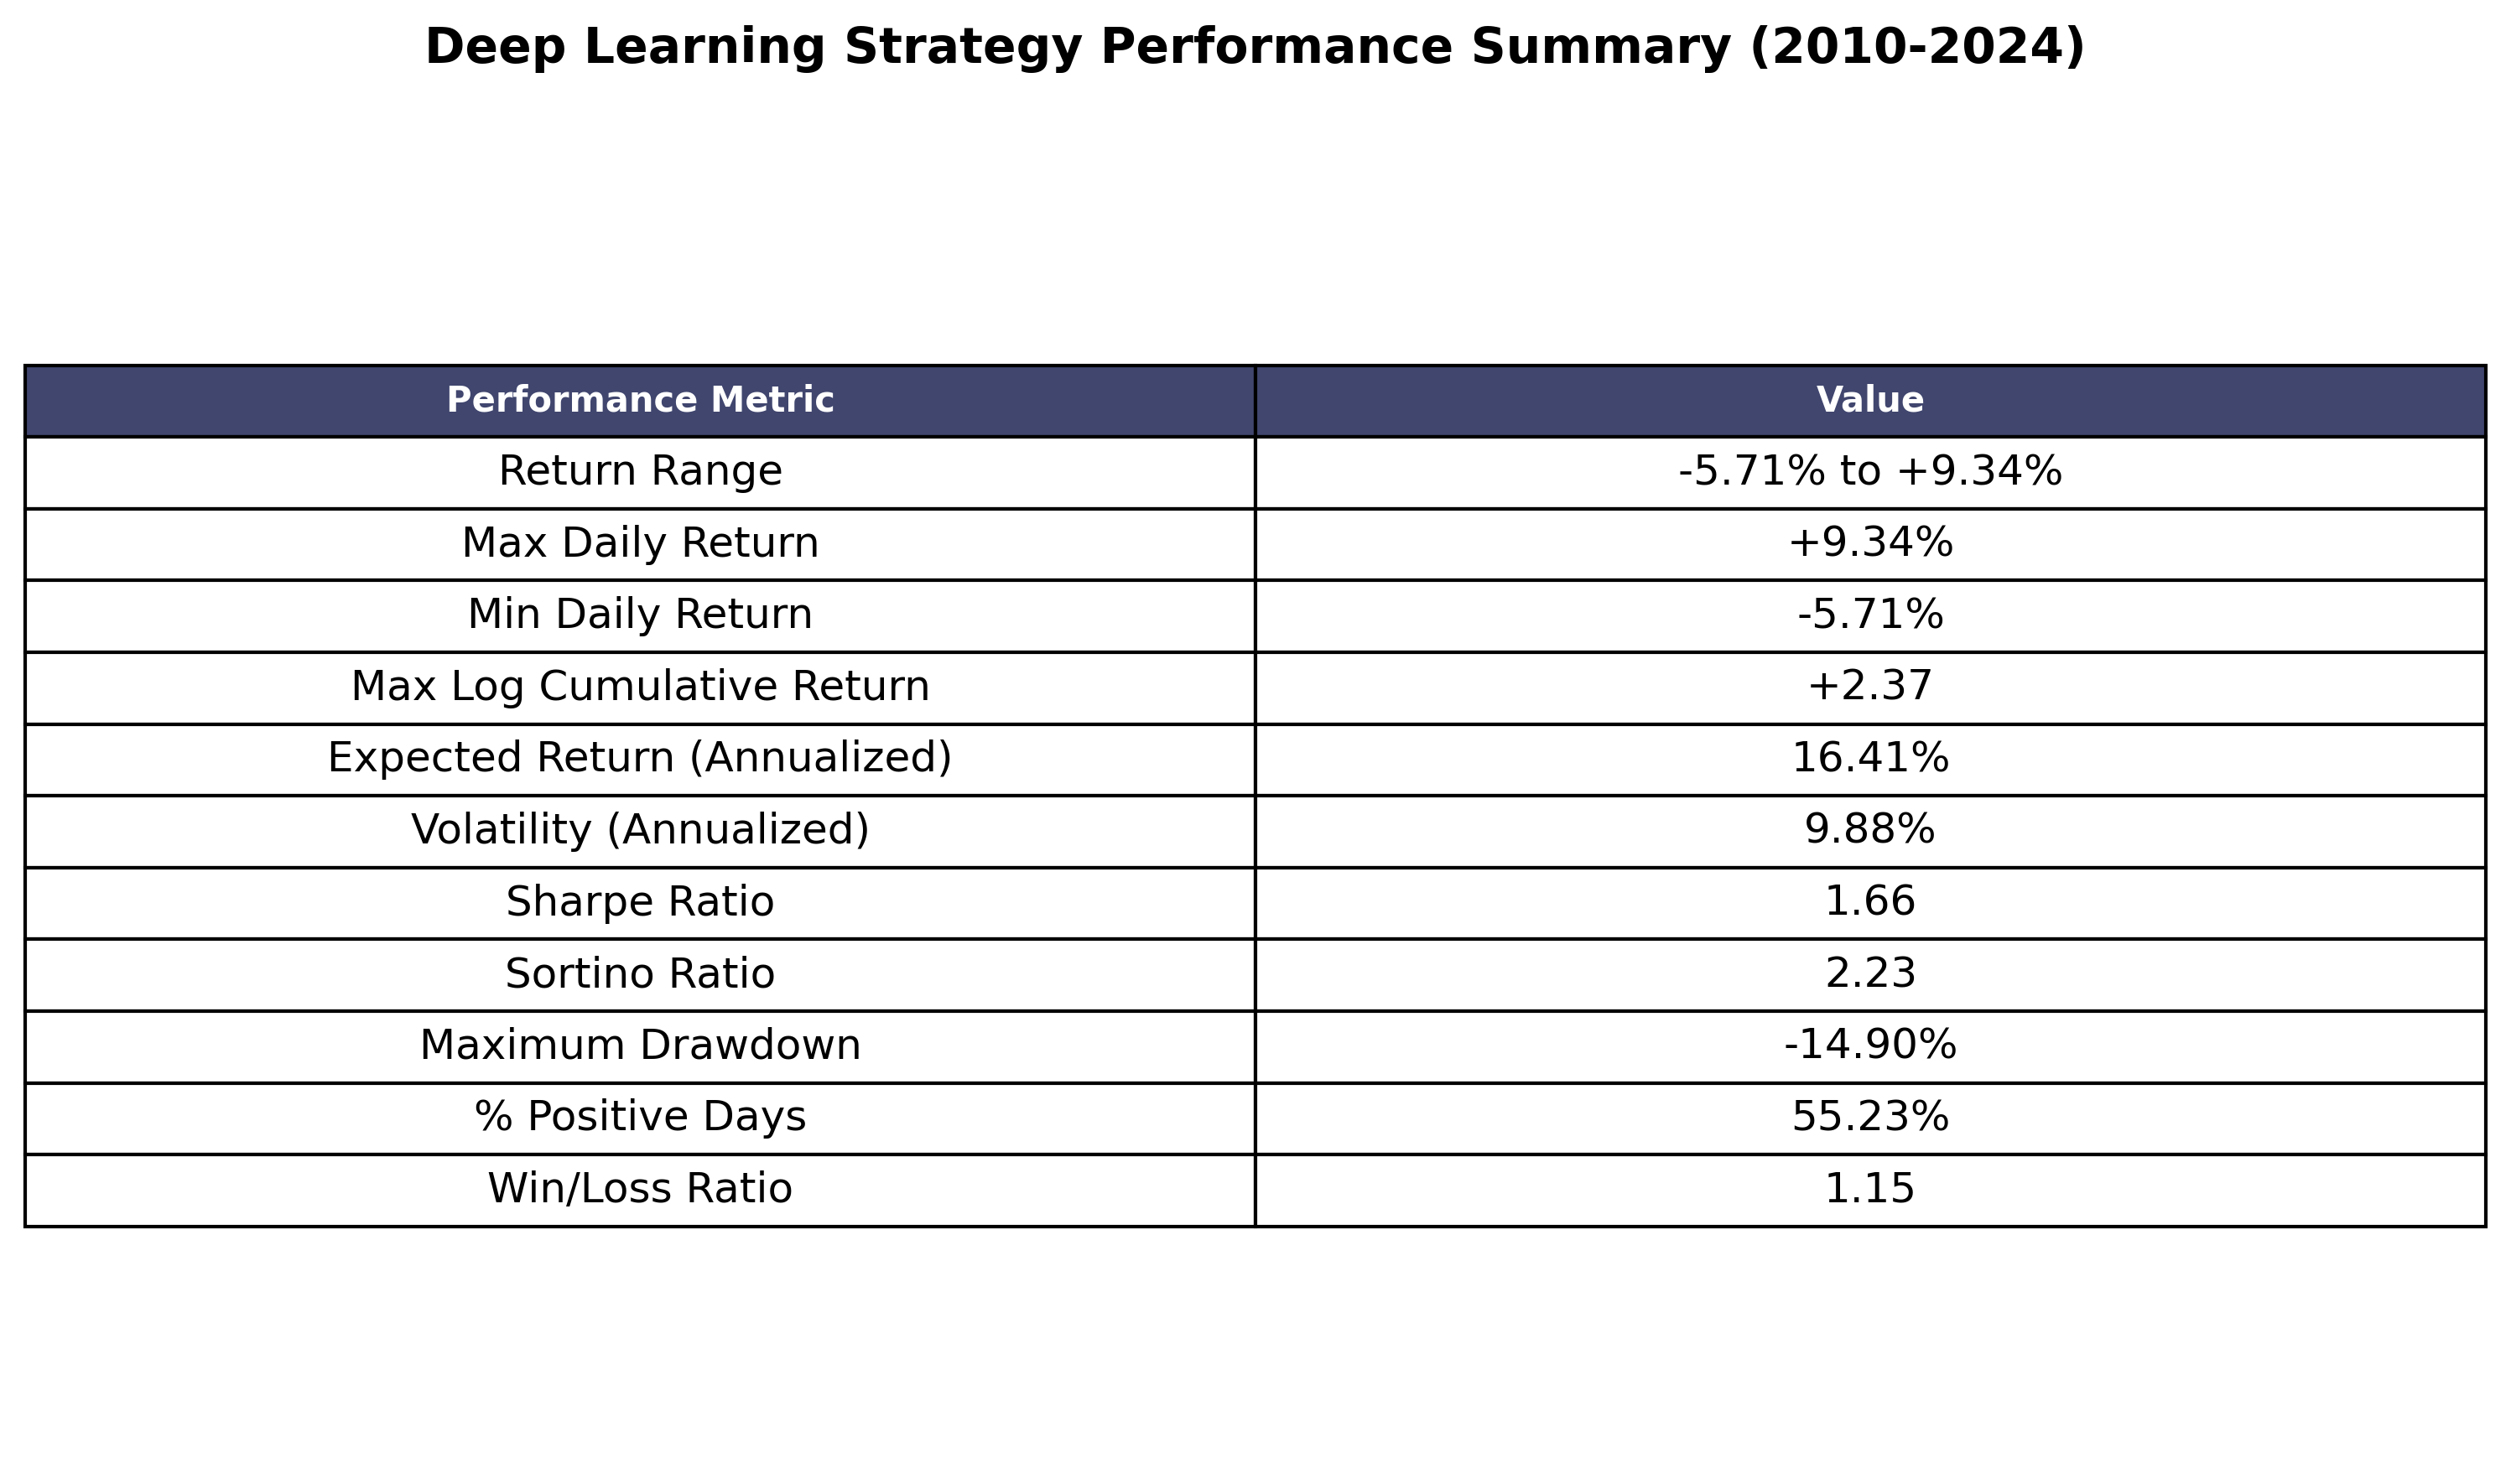 Deep Learning Strategy Performance Summary (2010-2024)
Performance Metric Value
Return Range -5.71% to +9.34%
Max Daily Return +9.34%
Min Daily Return -5.71%
Max Log Cumulative Return +2.37
Expected Return (Annualized) 16.41%
Volatility (Annualized) 9.88%
Sharpe Ratio 1.66
Sortino Ratio 2.23
Maximum Drawdown -14.90%
% Positive Days 55.23%
Win/Loss Ratio 1.15